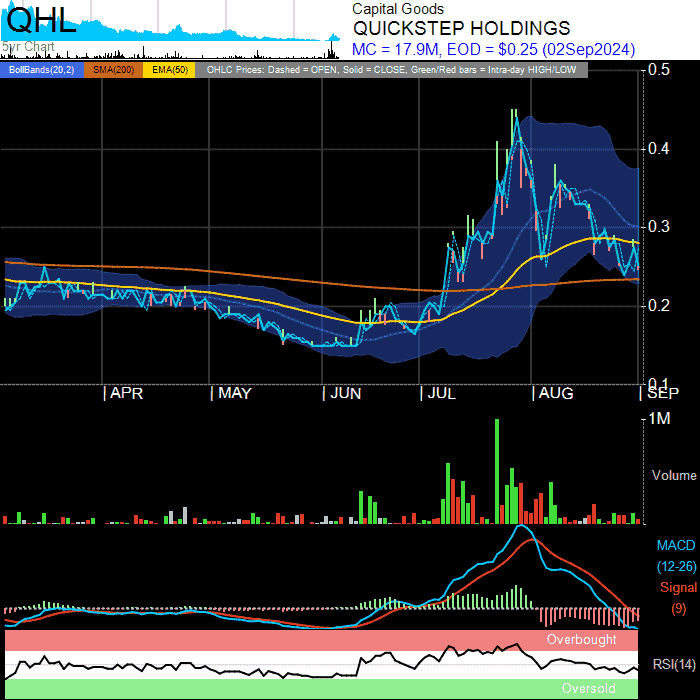 QHL
5yr Chart
Capital Goods
QUICKSTEP HOLDINGS
MC = 17.9M, EOD = $0.25 (02Sep2024)
BollBands(20,2) SMA(200) EMA(50) OHLC Prices: Dashed = OPEN, Solid = CLOSE, Green/Red bars = Intra-day HIGH/LOW
0.5
0.4
0.3
0.2
0.1
APR MAY JUN JUL AUG SEP
1M
Volume
MACD
(12-26)
Signal
(9)
Overbought
RSI(14)
Oversold